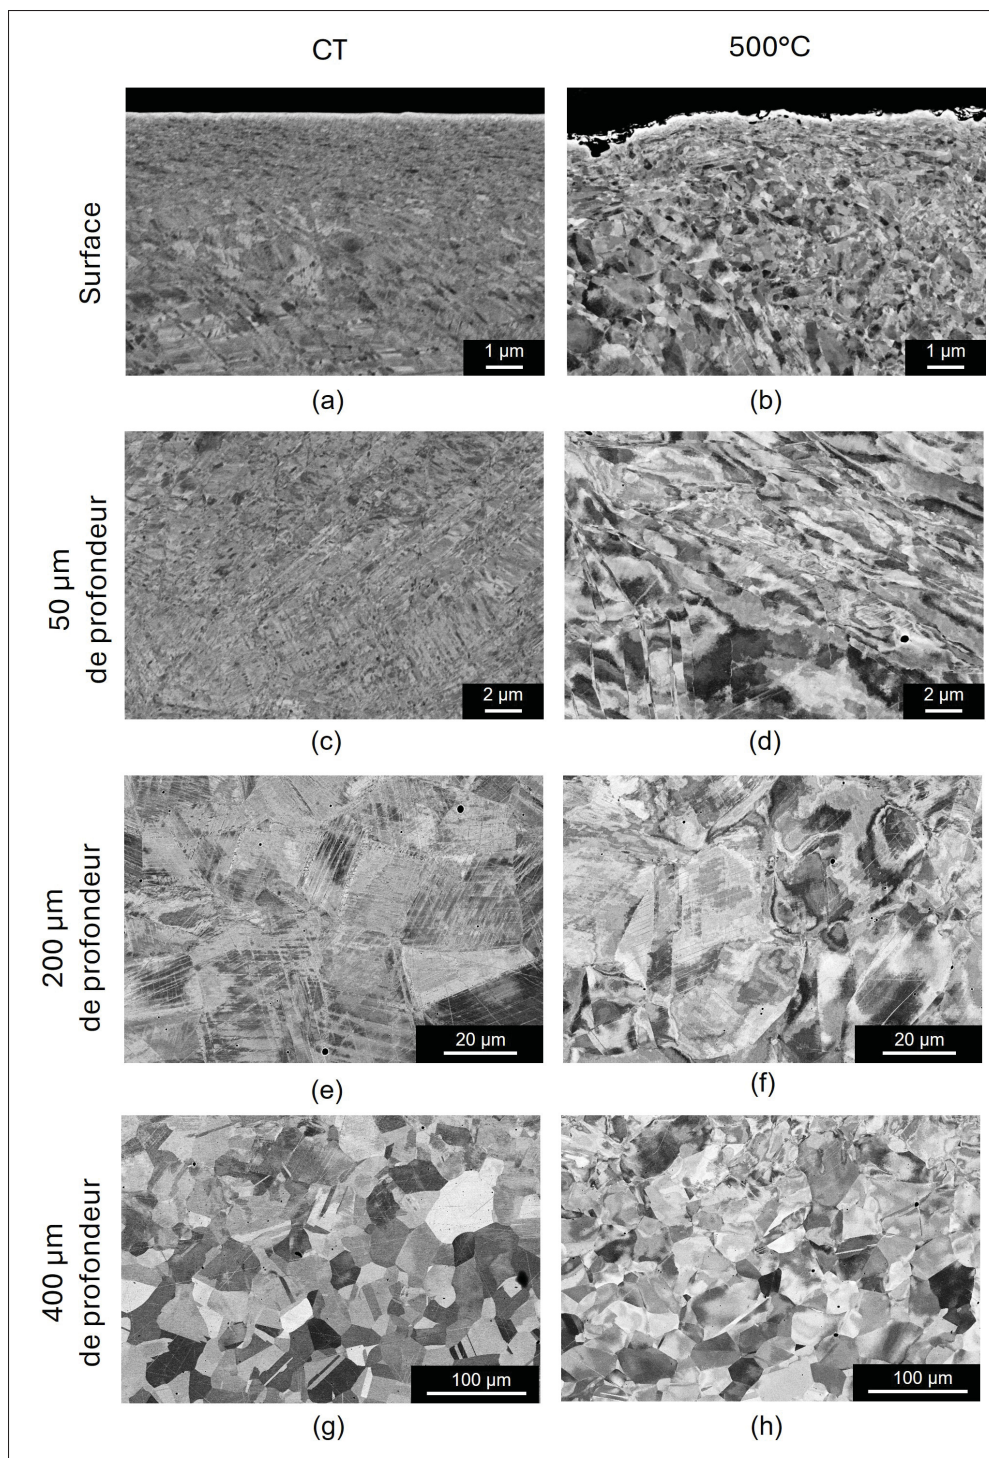 CT
500°C
Surface
1 µm
1 µm
(a)
(b)
50 µm
de profondeur
2 µm
2 µm
(c)
(d)
200 µm
de profondeur
20 µm
20 µm
(e)
(f)
400 µm
de profondeur
100 µm
100 µm
(g)
(h)